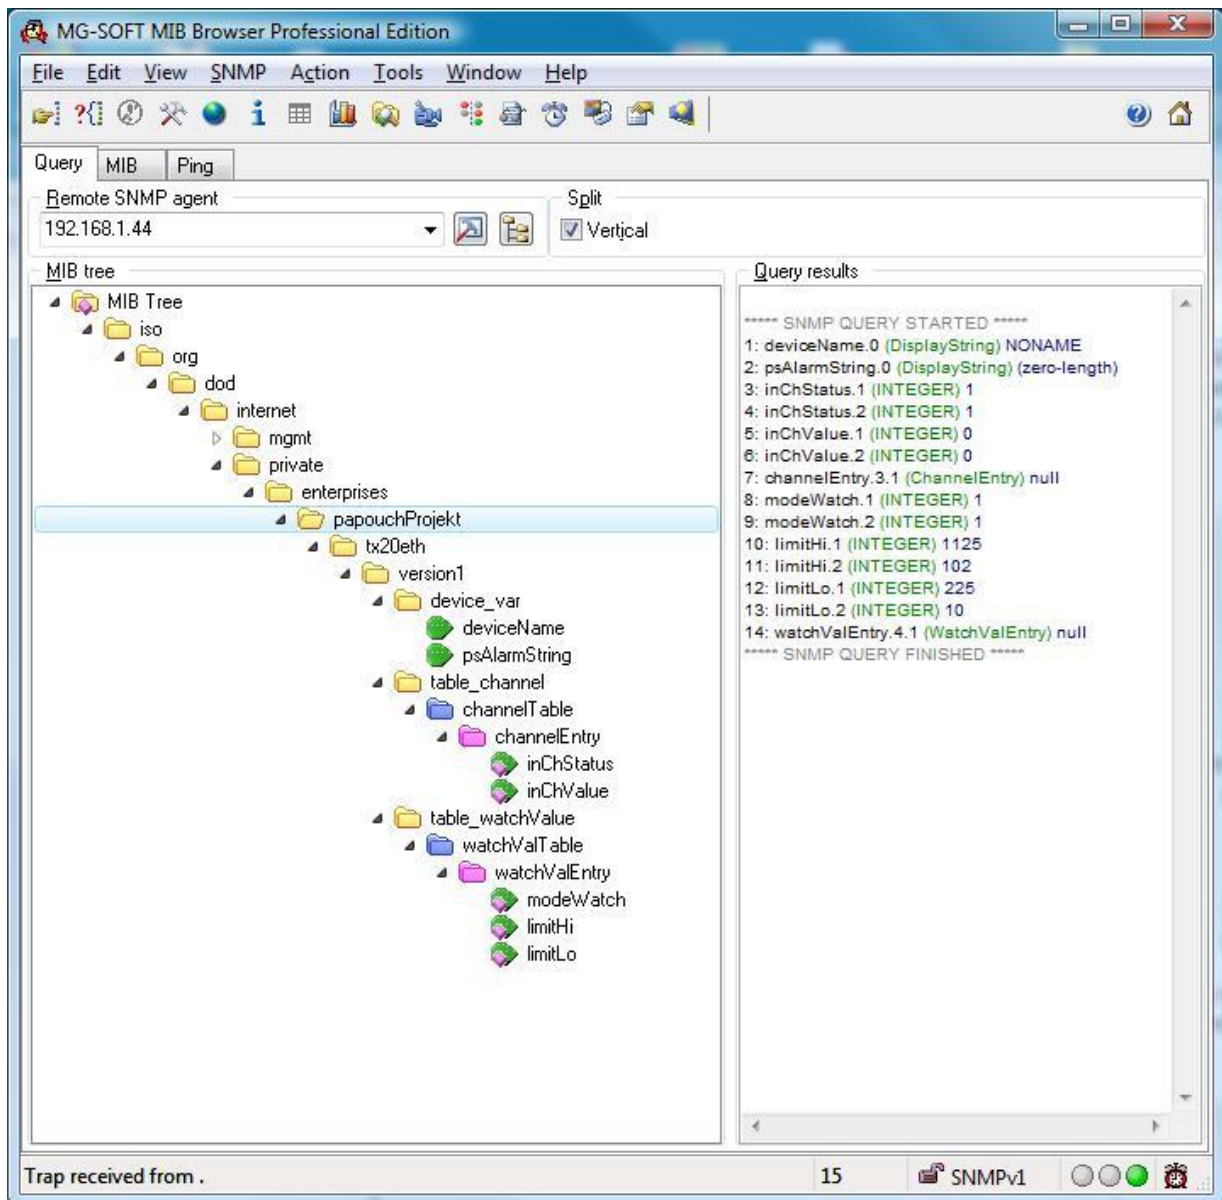 MG-SOFT MIB Browser Professional Edition
File Edit View SNMP Action Tools Window Help
Query MIB Ping
Remote SNMP agent
Split
192.168.1.44
Vertical
MIB tree
MIB Tree
iso
org
dod
internet
mgmt
private
enterprises
papouchProjekt
tx20eth
version1
device_var
deviceName
psAlarmString
table_channel
channelTable
channelEntry
inChStatus
inChValue
table_watchValue
watchValTable
watchValEntry
modeWatch
limitHi
limitLo
Query results
***** SNMP QUERY STARTED *****
1: deviceName.0 (DisplayString) NONAME
2: psAlarmString.0 (DisplayString) (zero-length)
3: inChStatus.1 (INTEGER) 1
4: inChStatus.2 (INTEGER) 1
5: inChValue.1 (INTEGER) 0
6: inChValue.2 (INTEGER) 0
7: channelEntry.3.1 (ChannelEntry) null
8: modeWatch.1 (INTEGER) 1
9: modeWatch.2 (INTEGER) 1
10: limitHi.1 (INTEGER) 1125
11: limitHi.2 (INTEGER) 102
12: limitLo.1 (INTEGER) 225
13: limitLo.2 (INTEGER) 10
14: watchValEntry.4.1 (WatchValEntry) null
***** SNMP QUERY FINISHED *****
Trap received from .
15
SNMPv1